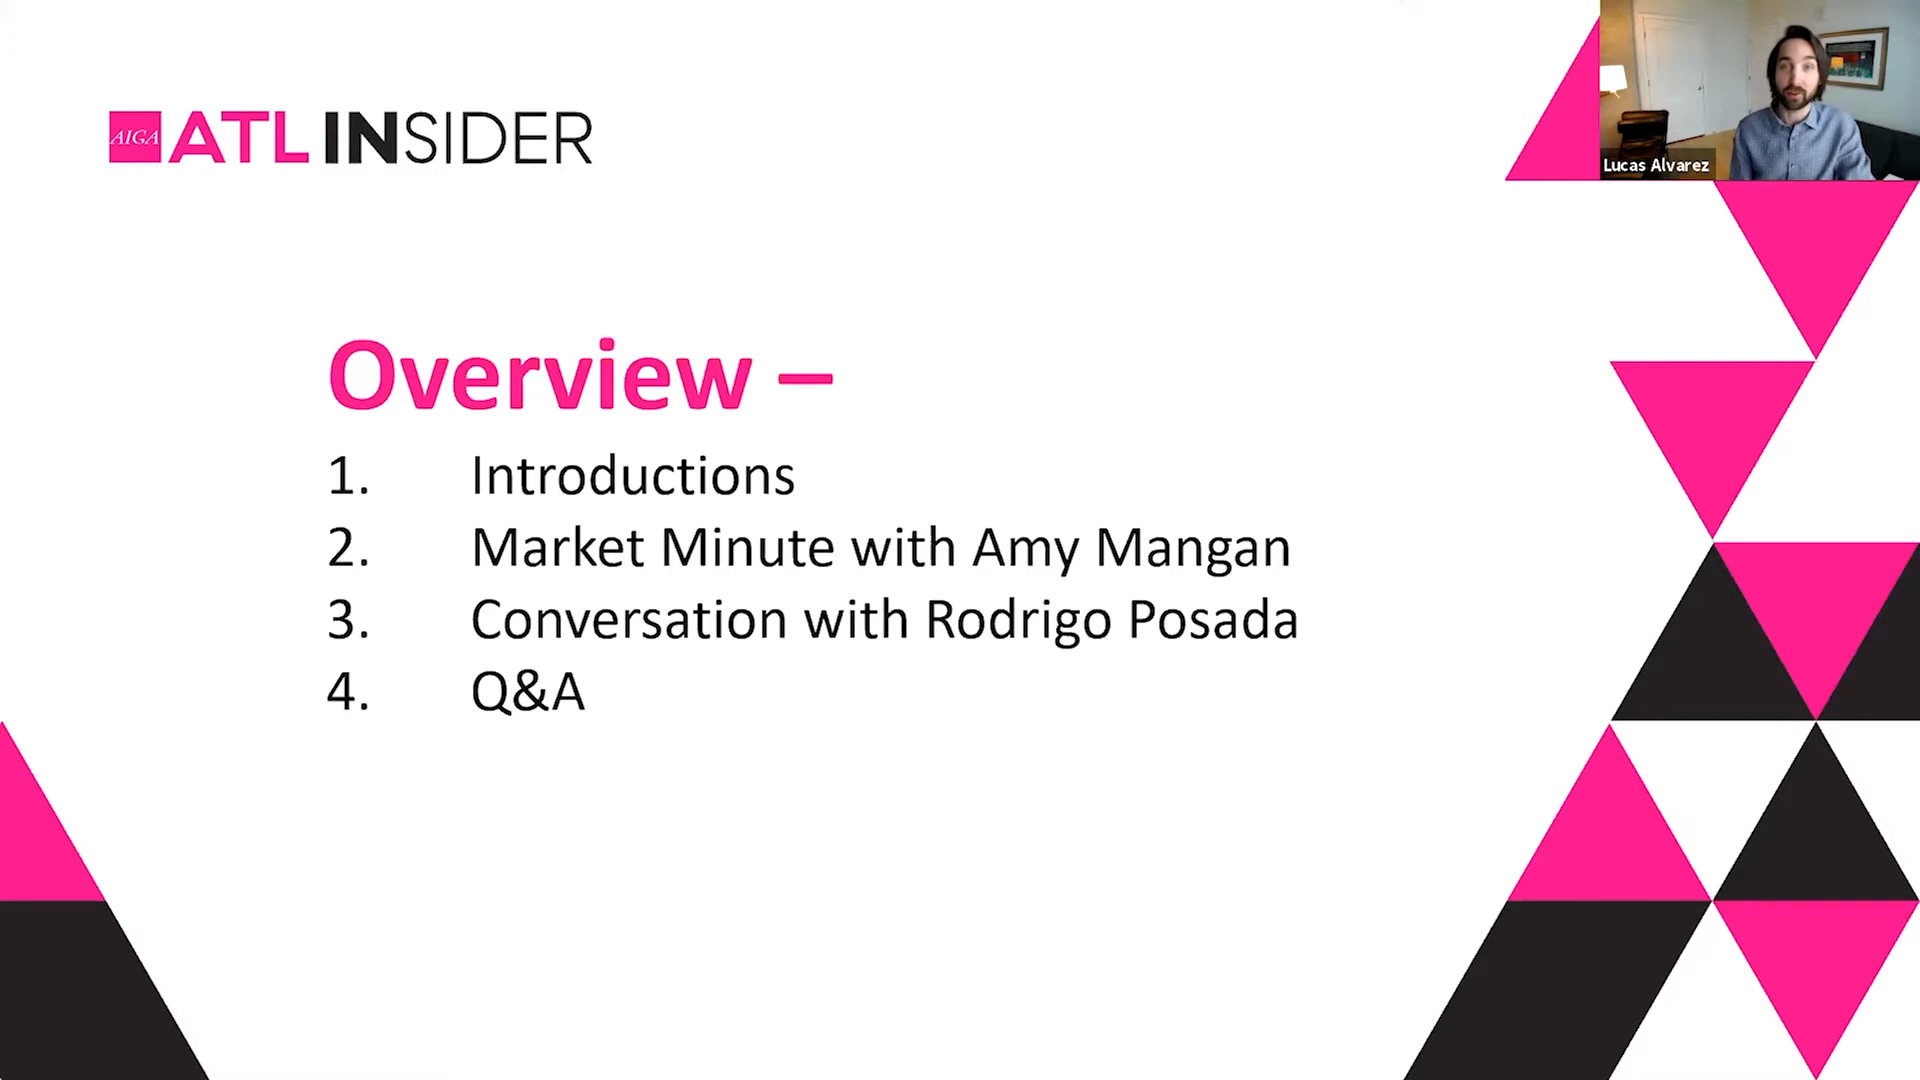 AIGA ATL INSIDER
Lucas Alvarez
Overview –
1. Introductions
2. Market Minute with Amy Mangan
3. Conversation with Rodrigo Posada
4. Q&A